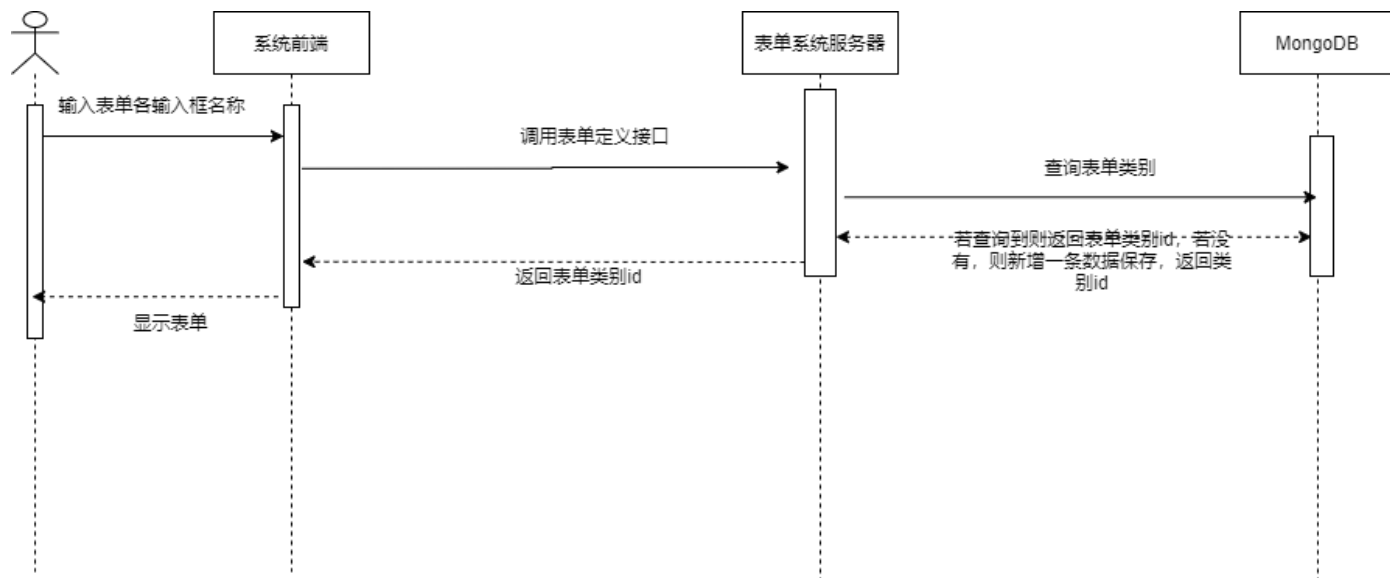 系统前端
表单系统服务器
MongoDB
输入表单各输入框名称
调用表单定义接口
查询表单类别
若查询到则返回表单类别id，若没
有，则新增一条数据保存，返回类
别id
返回表单类别id
显示表单